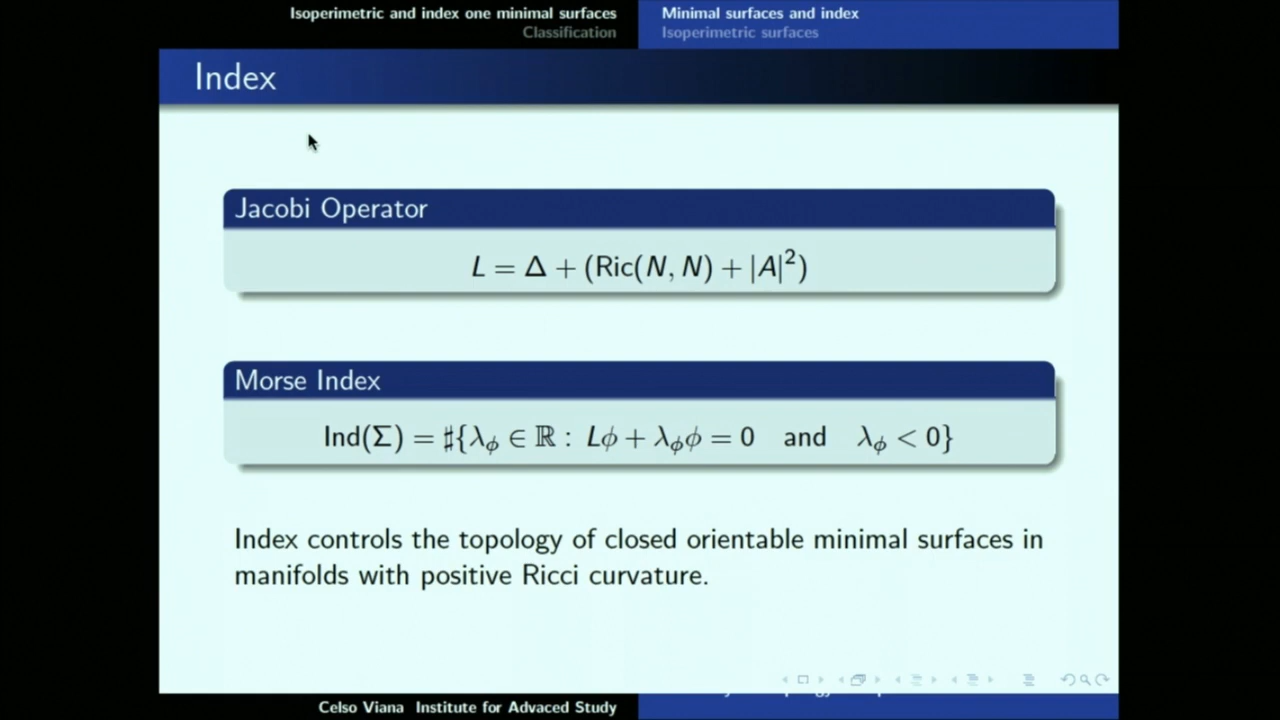 Isoperimetric and index one minimal surfaces
Classification
Minimal surfaces and index
Isoperimetric surfaces
Index
Jacobi Operator
L = Δ + (Ric(N, N) + |A|²)
Morse Index
Ind(Σ) = ♯{λ_ϕ ∈ ℝ : Lϕ + λ_ϕϕ = 0 and λ_ϕ < 0}
Index controls the topology of closed orientable minimal surfaces in
manifolds with positive Ricci curvature.
Celso Viana Institute for Advaced Study